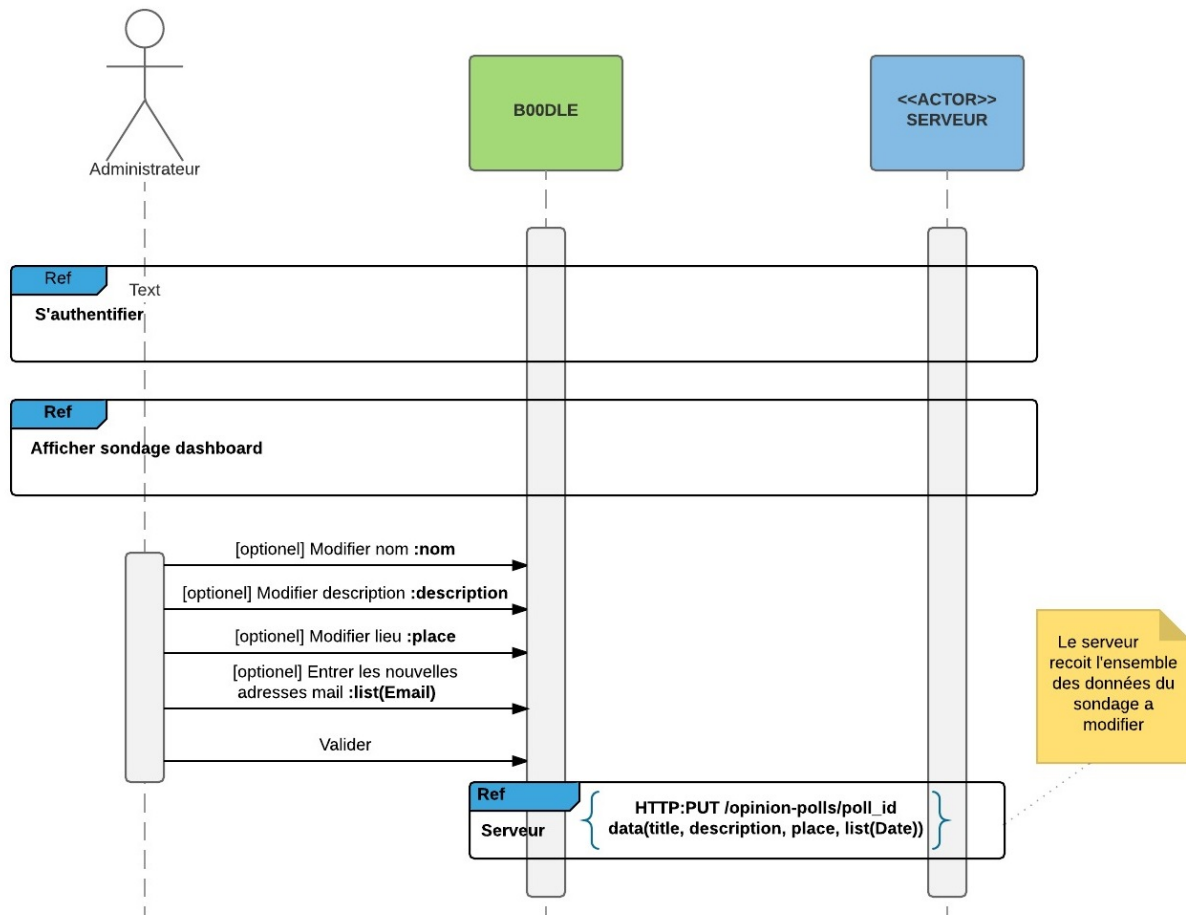 Administrateur
B00DLE
<<ACTOR>>
SERVEUR
Ref
Text
S'authentifier
Ref
Afficher sondage dashboard
[optionel] Modifier nom :nom
[optionel] Modifier description :description
[optionel] Modifier lieu :place
[optionel] Entrer les nouvelles
adresses mail :list(Email)
Valider
Le serveur
recoit l'ensemble
des données du
sondage a
modifier
Ref
Serveur
HTTP:PUT /opinion-polls/poll_id
data(title, description, place, list(Date))